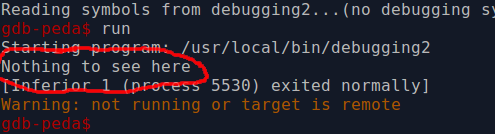 Reading symbols from debugging2...(no debugging sy
gdb-peda$ run
Starting program: /usr/local/bin/debugging2
Nothing to see here
[Inferior 1 (process 5530) exited normally]
Warning: not running or target is remote
gdb-peda$